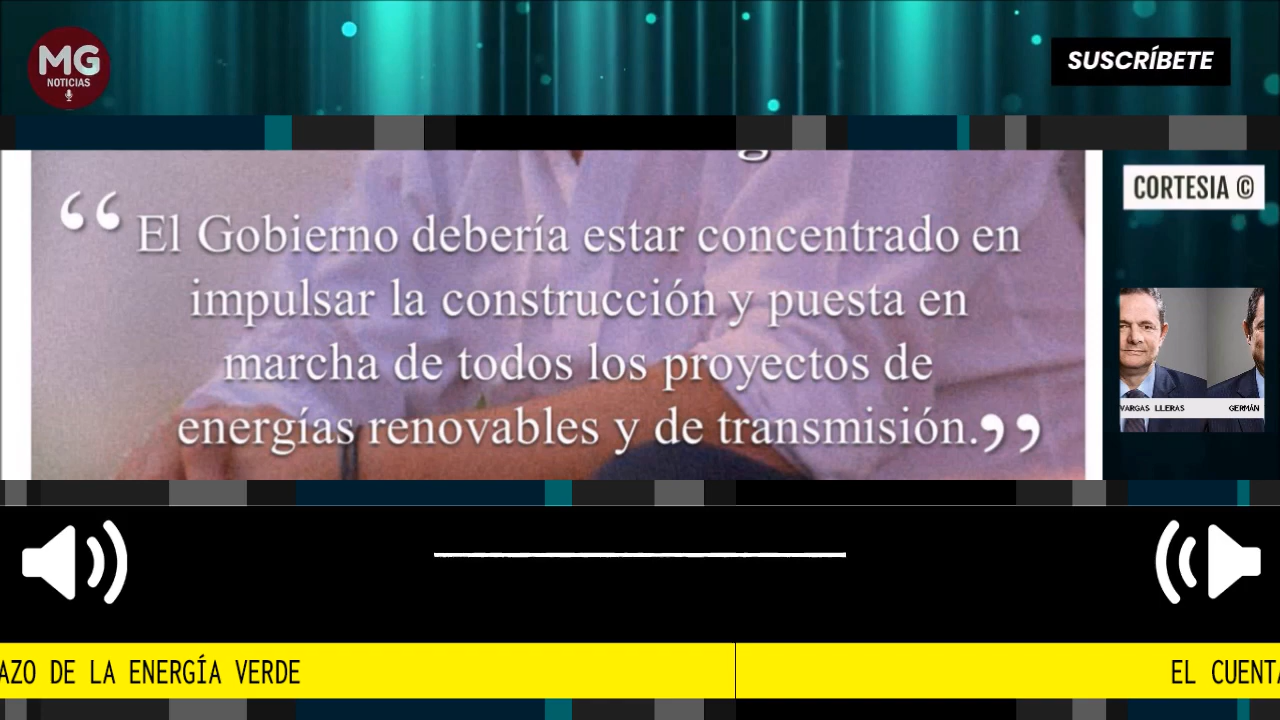 MG
NOTICIAS
SUSCRÍBETE
CORTESIA ©
“ El Gobierno debería estar concentrado en
impulsar la construcción y puesta en
marcha de todos los proyectos de
energías renovables y de transmisión.”
VARGAS LLERAS GERMÁN
AZO DE LA ENERGÍA VERDE
EL CUENTA